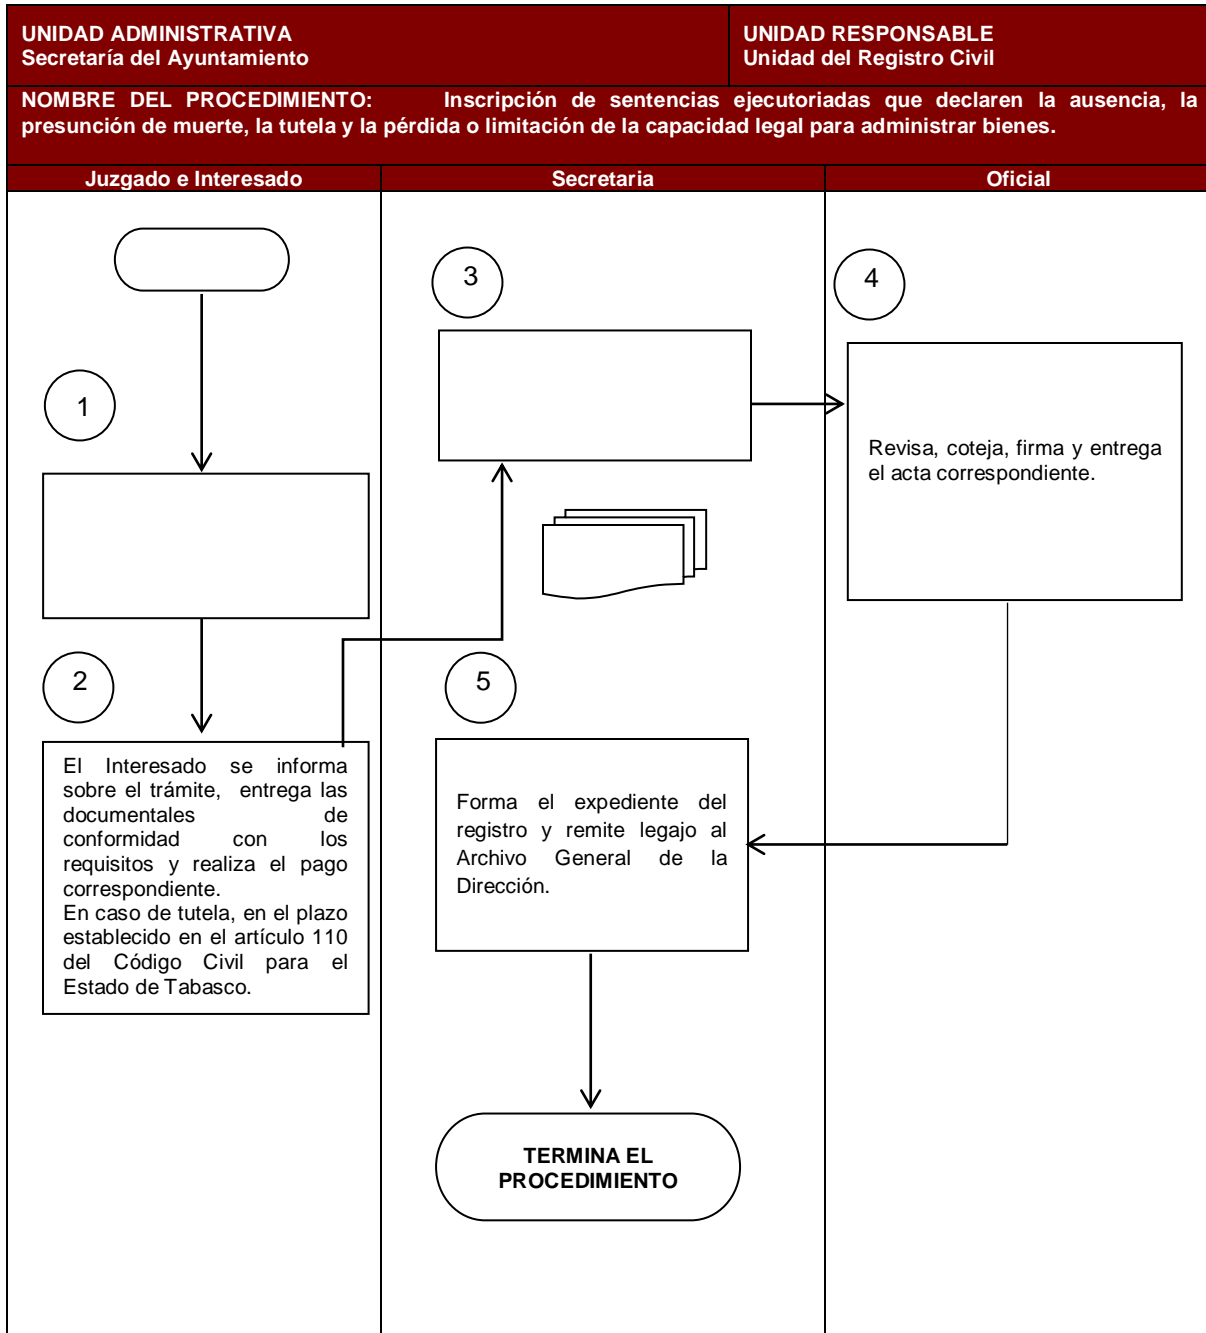 UNIDAD ADMINISTRATIVA
Secretaría del Ayuntamiento
UNIDAD RESPONSABLE
Unidad del Registro Civil
NOMBRE DEL PROCEDIMIENTO: Inscripción de sentencias ejecutoriadas que declaren la ausencia, la
presunción de muerte, la tutela y la pérdida o limitación de la capacidad legal para administrar bienes.
Juzgado e Interesado
Secretaria
Oficial
1
2
El Interesado se informa
sobre el trámite, entrega las
documentales de
conformidad con los
requisitos y realiza el pago
correspondiente.
En caso de tutela, en el plazo
establecido en el artículo 110
del Código Civil para el
Estado de Tabasco.
3
4
Revisa, coteja, firma y entrega
el acta correspondiente.
5
Forma el expediente del
registro y remite legajo al
Archivo General de la
Dirección.
TERMINA EL
PROCEDIMIENTO